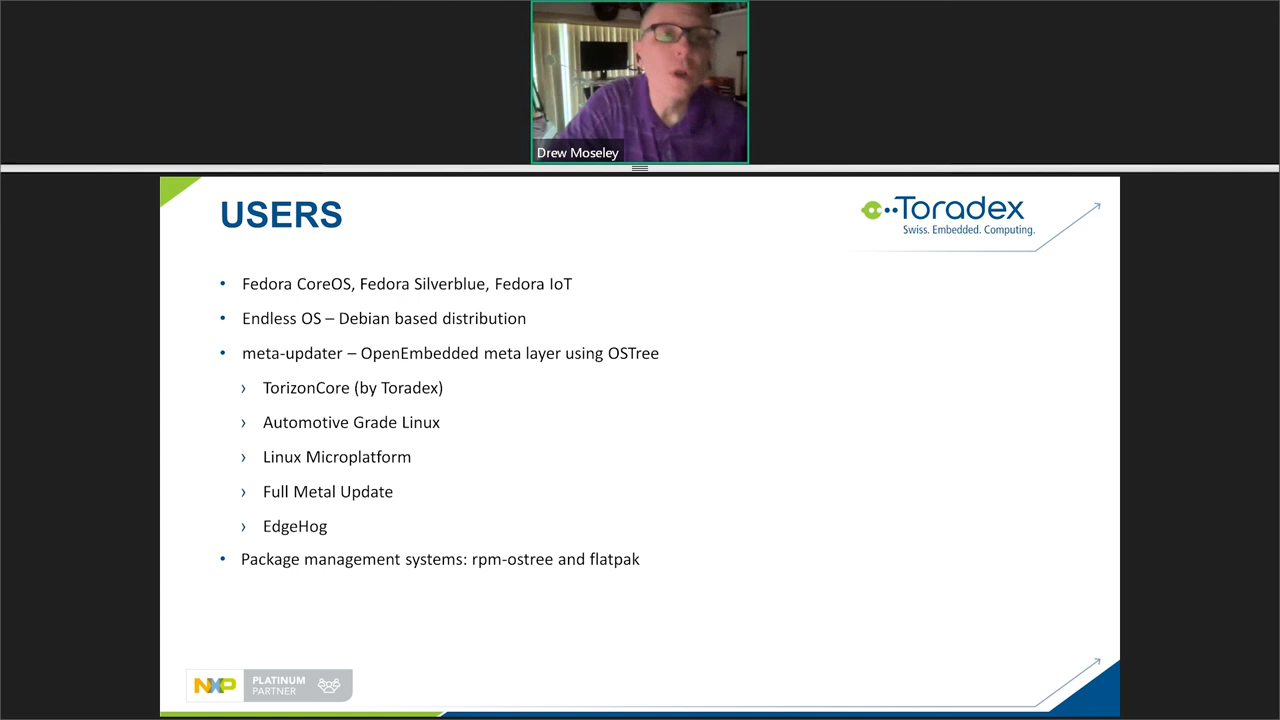 Drew Moseley
USERS
Toradex
Swiss. Embedded. Computing.
• Fedora CoreOS, Fedora Silverblue, Fedora IoT
• Endless OS – Debian based distribution
• meta-updater – OpenEmbedded meta layer using OSTree
› TorizonCore (by Toradex)
› Automotive Grade Linux
› Linux Microplatform
› Full Metal Update
› EdgeHog
• Package management systems: rpm-ostree and flatpak
NXP
PLATINUM
PARTNER